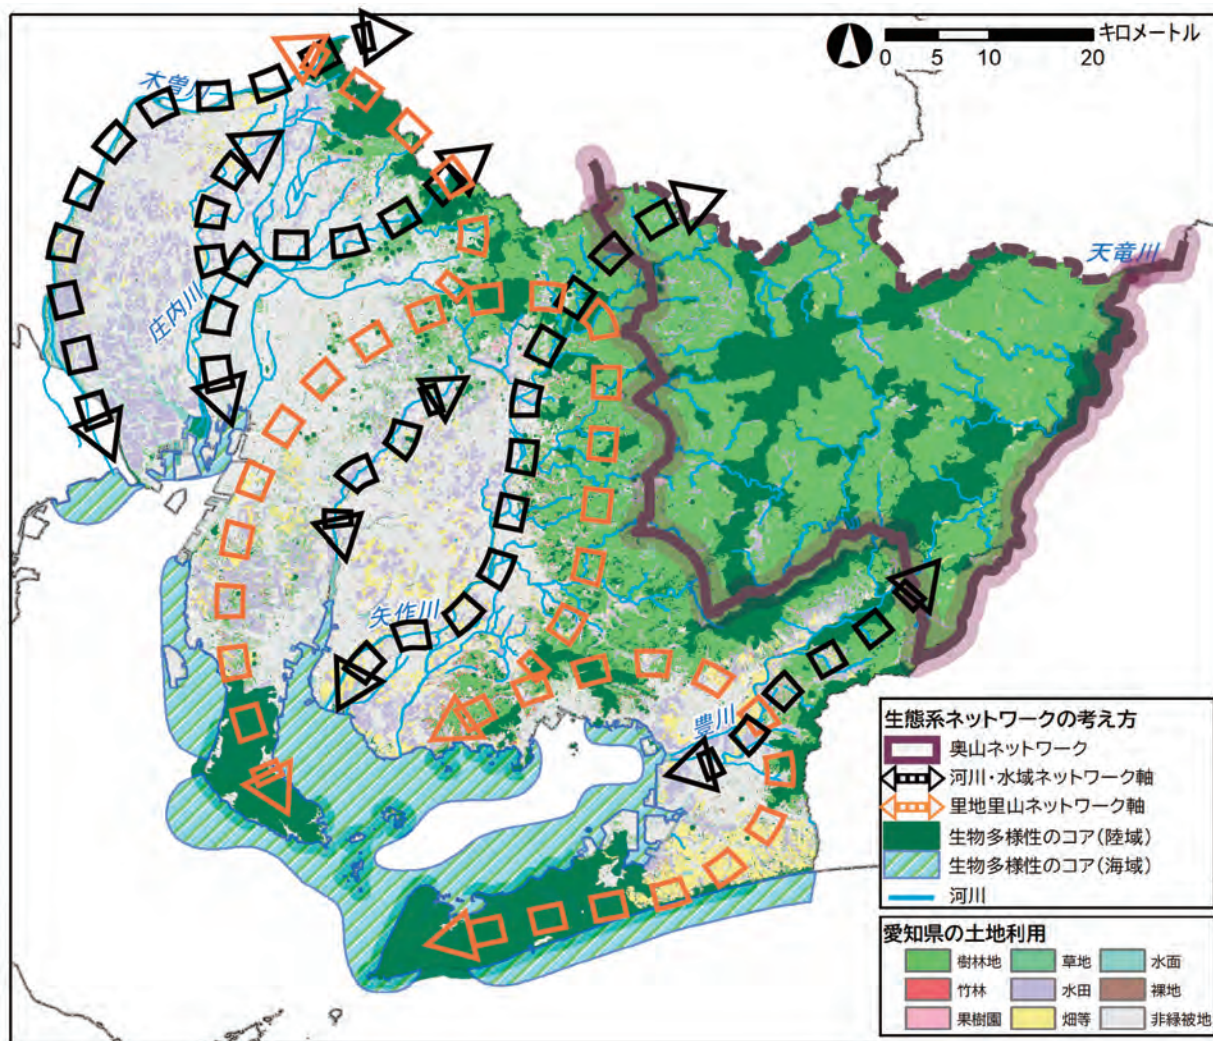 キロメートル
0 5 10 20
木曽川
天竜川
庄内川
矢作川
豊川
生態系ネットワークの考え方
奥山ネットワーク
河川・水域ネットワーク軸
里地里山ネットワーク軸
生物多様性のコア(陸域)
生物多様性のコア(海域)
河川
愛知県の土地利用
樹林地 草地 水面
竹林 水田 裸地
果樹園 畑等 非緑被地